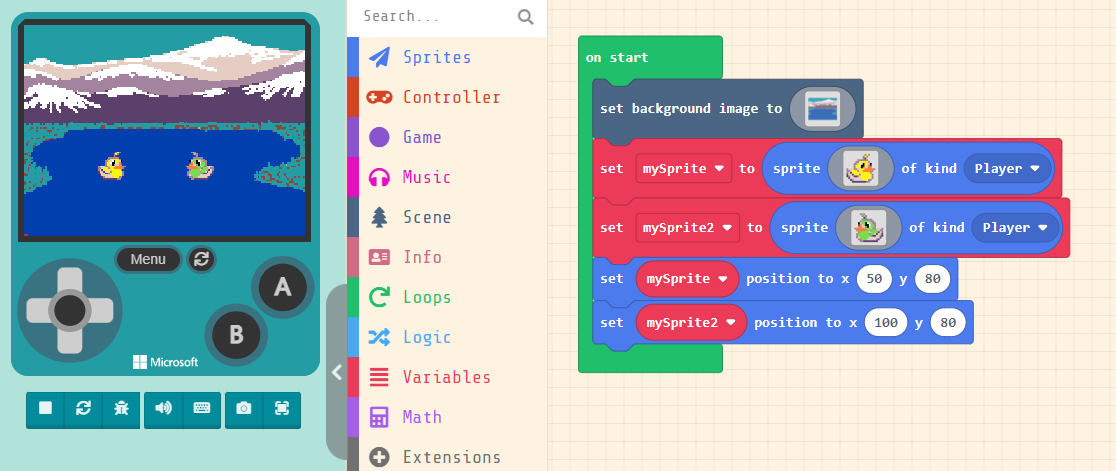 Menu
A
B
Microsoft
Search...
Sprites
Controller
Game
Music
Scene
Info
Loops
Logic
Variables
Math
Extensions
on start
set background image to
set mySprite to sprite of kind Player
set mySprite2 to sprite of kind Player
set mySprite position to x 50 y 80
set mySprite2 position to x 100 y 80